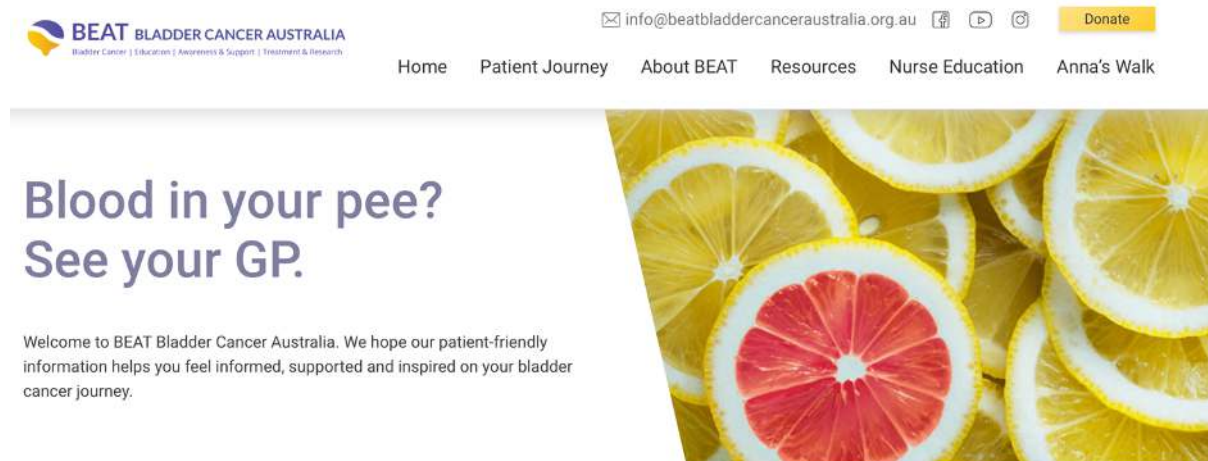 BEAT BLADDER CANCER AUSTRALIA
Bladder Cancer | Education | Awareness & Support | Treatment & Research
info@beatbladdercanceraustralia.org.au
Donate
Home Patient Journey About BEAT Resources Nurse Education Anna's Walk
Blood in your pee?
See your GP.
Welcome to BEAT Bladder Cancer Australia. We hope our patient-friendly
information helps you feel informed, supported and inspired on your bladder
cancer journey.